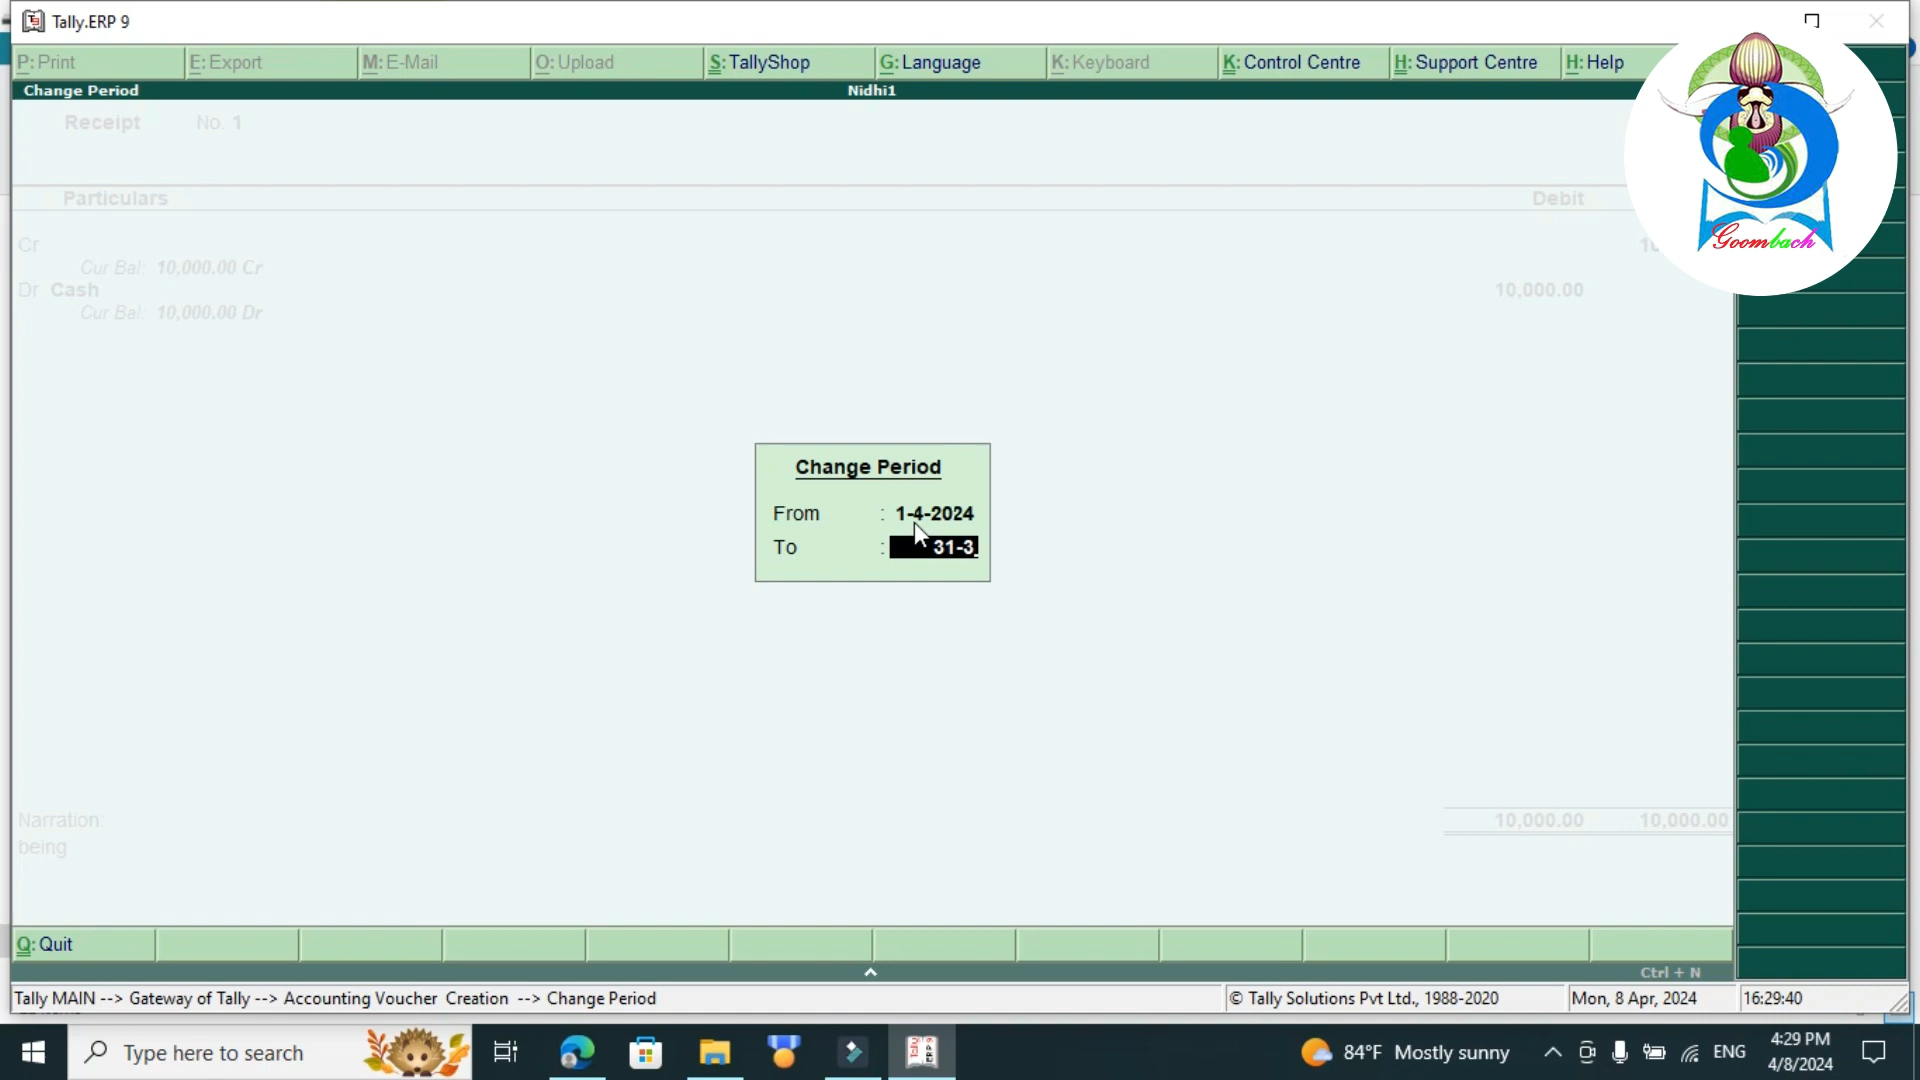 Tally.ERP 9
P: Print E: Export M: E-Mail O: Upload S: TallyShop G: Language K: Keyboard K: Control Centre H: Support Centre H: Help
Change Period Nidhi1
Receipt No. 1
Particulars Debit
Cr
Cur Bal: 10,000.00 Cr
Dr Cash 10,000.00
Cur Bal: 10,000.00 Dr
Goombach
Change Period
From : 1-4-2024
To : 31-3
Narration: 10,000.00 10,000.00
being
Q: Quit
Ctrl + N
Tally MAIN --> Gateway of Tally --> Accounting Voucher Creation --> Change Period © Tally Solutions Pvt Ltd., 1988-2020 Mon, 8 Apr, 2024 16:29:40
Type here to search 84°F Mostly sunny ENG 4:29 PM
4/8/2024